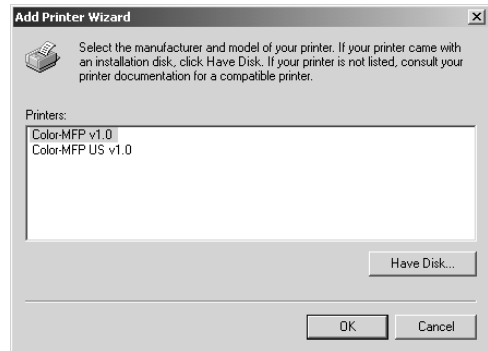 Add Printer Wizard
Select the manufacturer and model of your printer. If your printer came with
an installation disk, click Have Disk. If your printer is not listed, consult your
printer documentation for a compatible printer.
Printers:
Color-MFP v1.0
Color-MFP US v1.0
Have Disk...
OK
Cancel